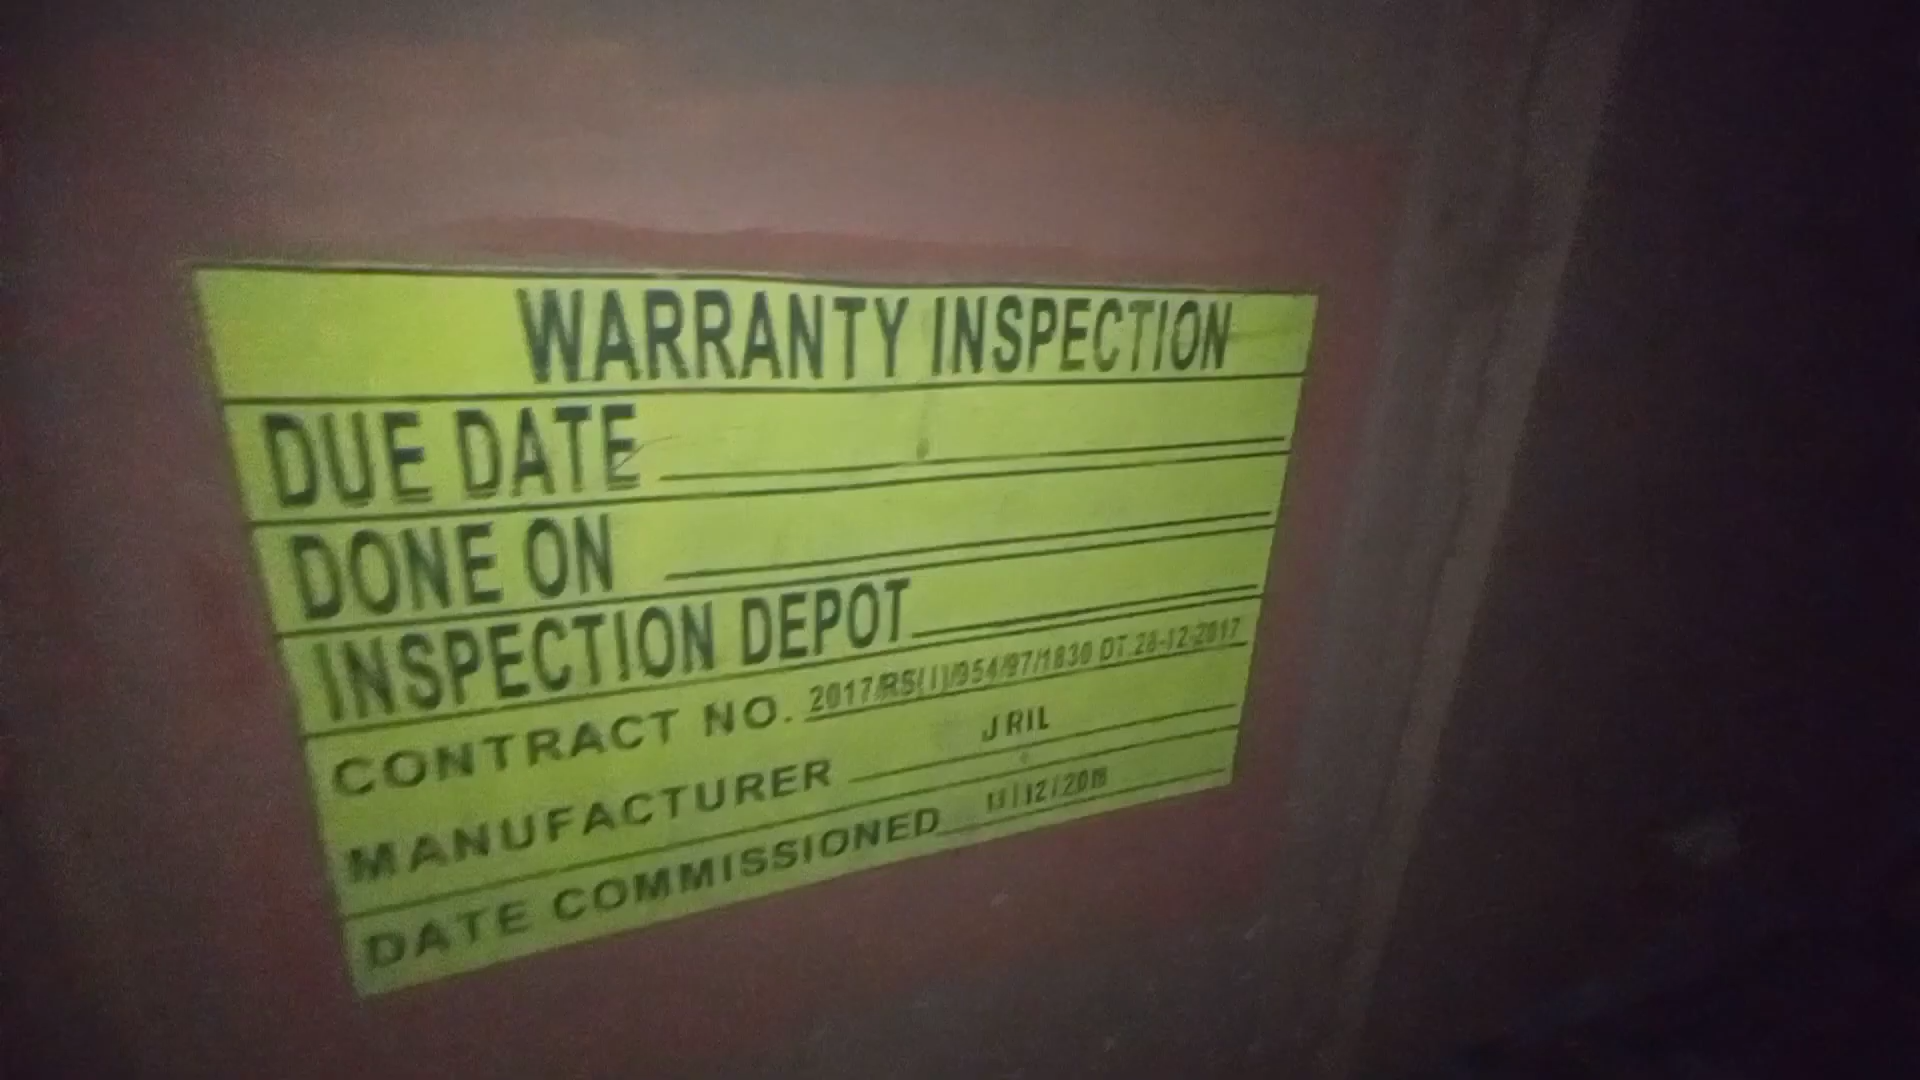 WARRANTY INSPECTION
DUE DATE
DONE ON
INSPECTION DEPOT
CONTRACT NO. 2017/RS(I)/954/97/1830 DT.28-12-2017
MANUFACTURER JRIL
DATE COMMISSIONED